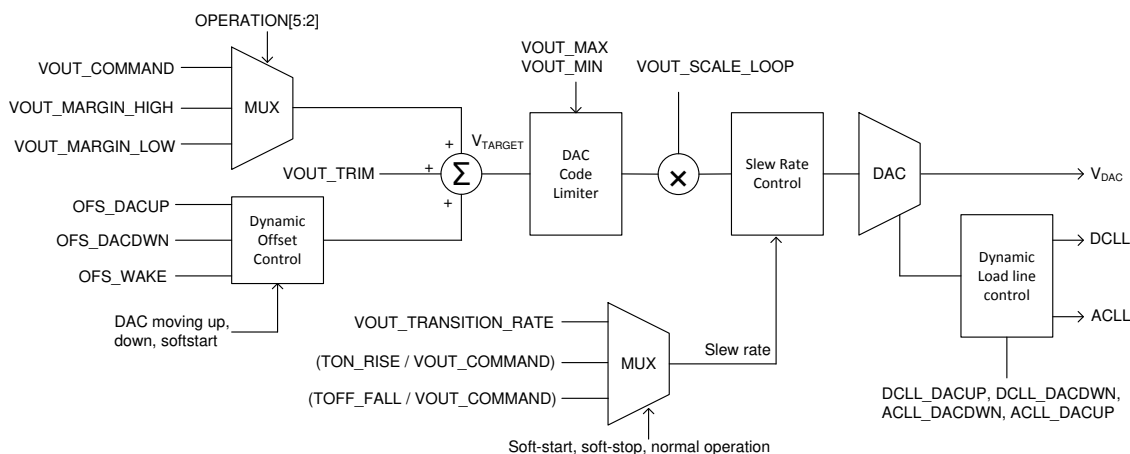 OPERATION[5:2]
VOUT_COMMAND
VOUT_MARGIN_HIGH
VOUT_MARGIN_LOW
MUX
VOUT_TRIM
+
+
+
Σ
VTARGET
OFS_DACUP
OFS_DACDWN
OFS_WAKE
Dynamic
Offset
Control
DAC moving up,
down, softstart
VOUT_MAX
VOUT_MIN
DAC
Code
Limiter
VOUT_SCALE_LOOP
×
Slew Rate
Control
DAC
VDAC
Dynamic
Load line
control
DCLL
ACLL
DCLL_DACUP, DCLL_DACDWN,
ACLL_DACDWN, ACLL_DACUP
VOUT_TRANSITION_RATE
(TON_RISE / VOUT_COMMAND)
(TOFF_FALL / VOUT_COMMAND)
MUX
Slew rate
Soft-start, soft-stop, normal operation